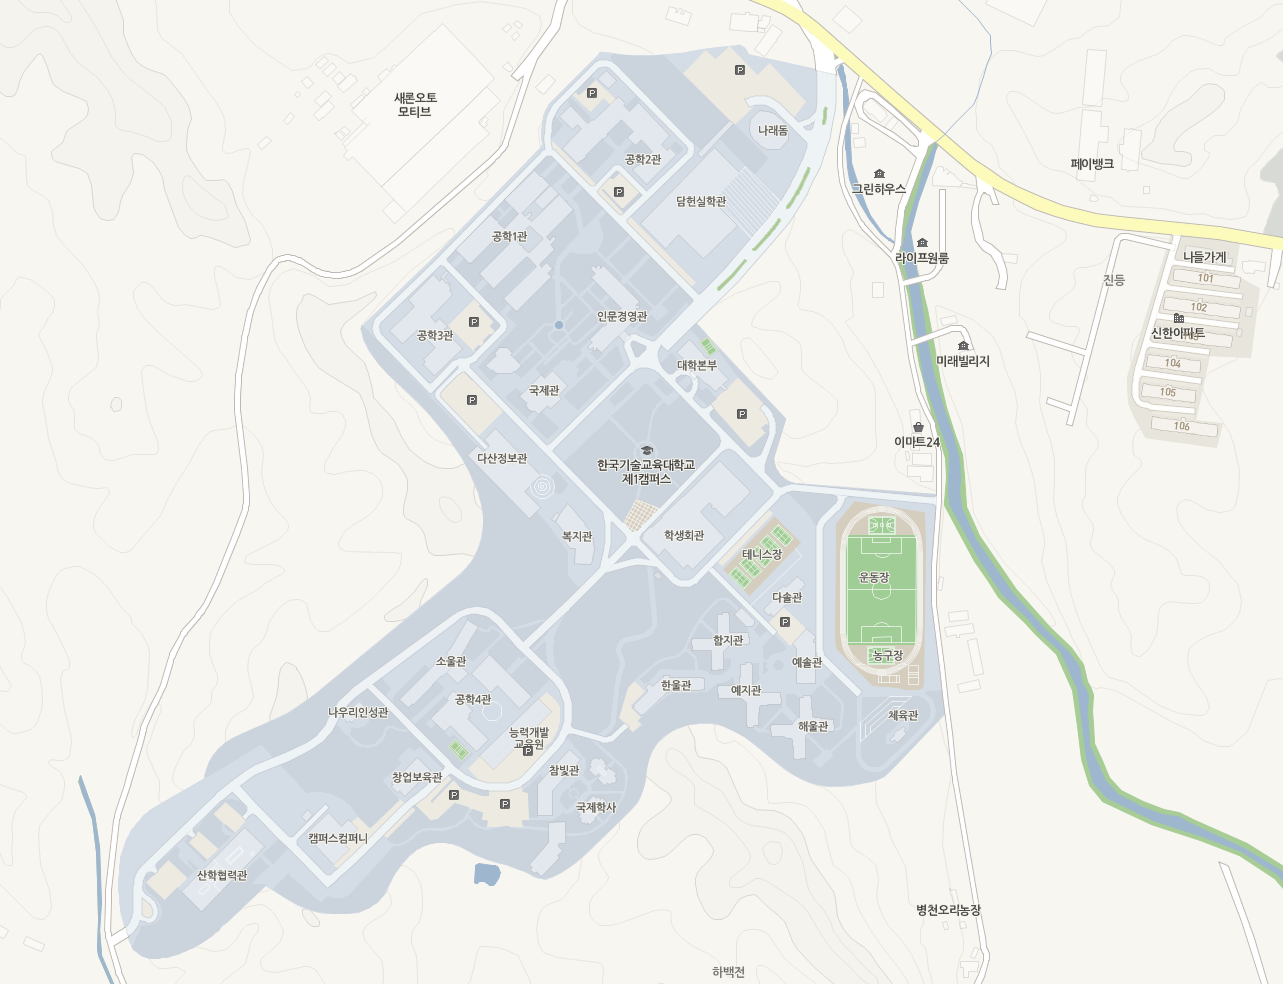 새론오토
모티브
P
P
나래돔
공학2관
페이뱅크
그린하우스
P
담헌실학관
공학1관
라이프원룸
나들가게
진등
101
102
인문경영관
P
신한아파트
공학3관
미래빌리지
104
대학본부
국제관
105
P
P
106
이마트24
다산정보관
한국기술교육대학교
제1캠퍼스
복지관
학생회관
테니스장
운동장
다솔관
P
함지관
농구장
소울관
예솔관
한울관
예지관
공학4관
나우리인성관
체육관
해울관
능력개발
교육원
P
참빛관
창업보육관
P
P
국제학사
캠퍼스컴퍼니
산학협력관
병천오리농장
하백전